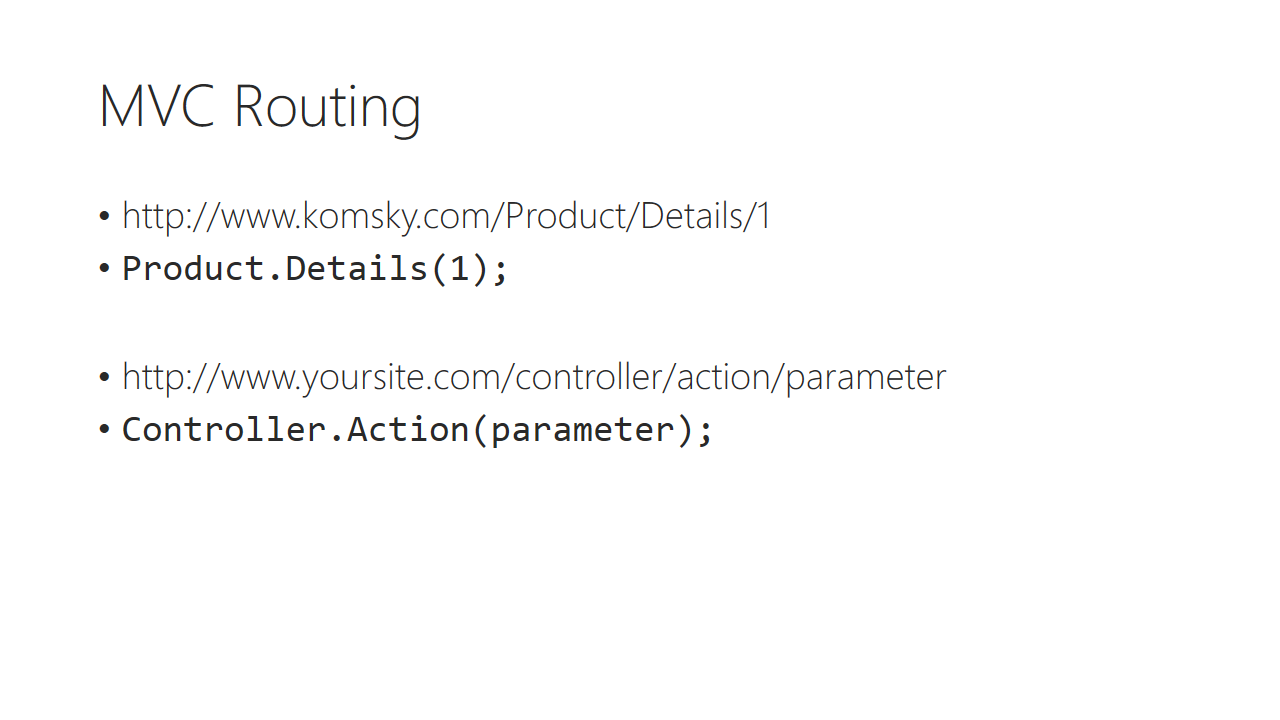 MVC Routing
• http://www.komsky.com/Product/Details/1
• Product.Details(1);
• http://www.yoursite.com/controller/action/parameter
• Controller.Action(parameter);